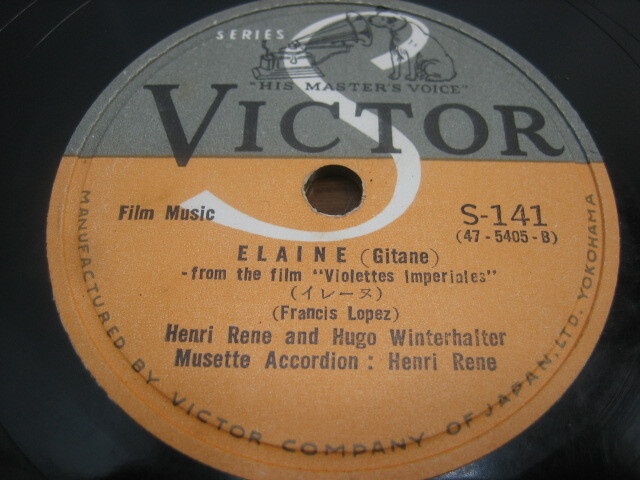 SERIES S
"HIS MASTER'S VOICE"
VICTOR
Film Music
S-141
(47-5405-B)
ELAINE (Gitane)
-from the film "Violettes Imperiales"
(イレーヌ)
(Francis Lopez)
Henri Rene and Hugo Winterhalter
Musette Accordion : Henri Rene
MANUFACTURED BY VICTOR COMPANY OF JAPAN, LTD. YOKOHAMA